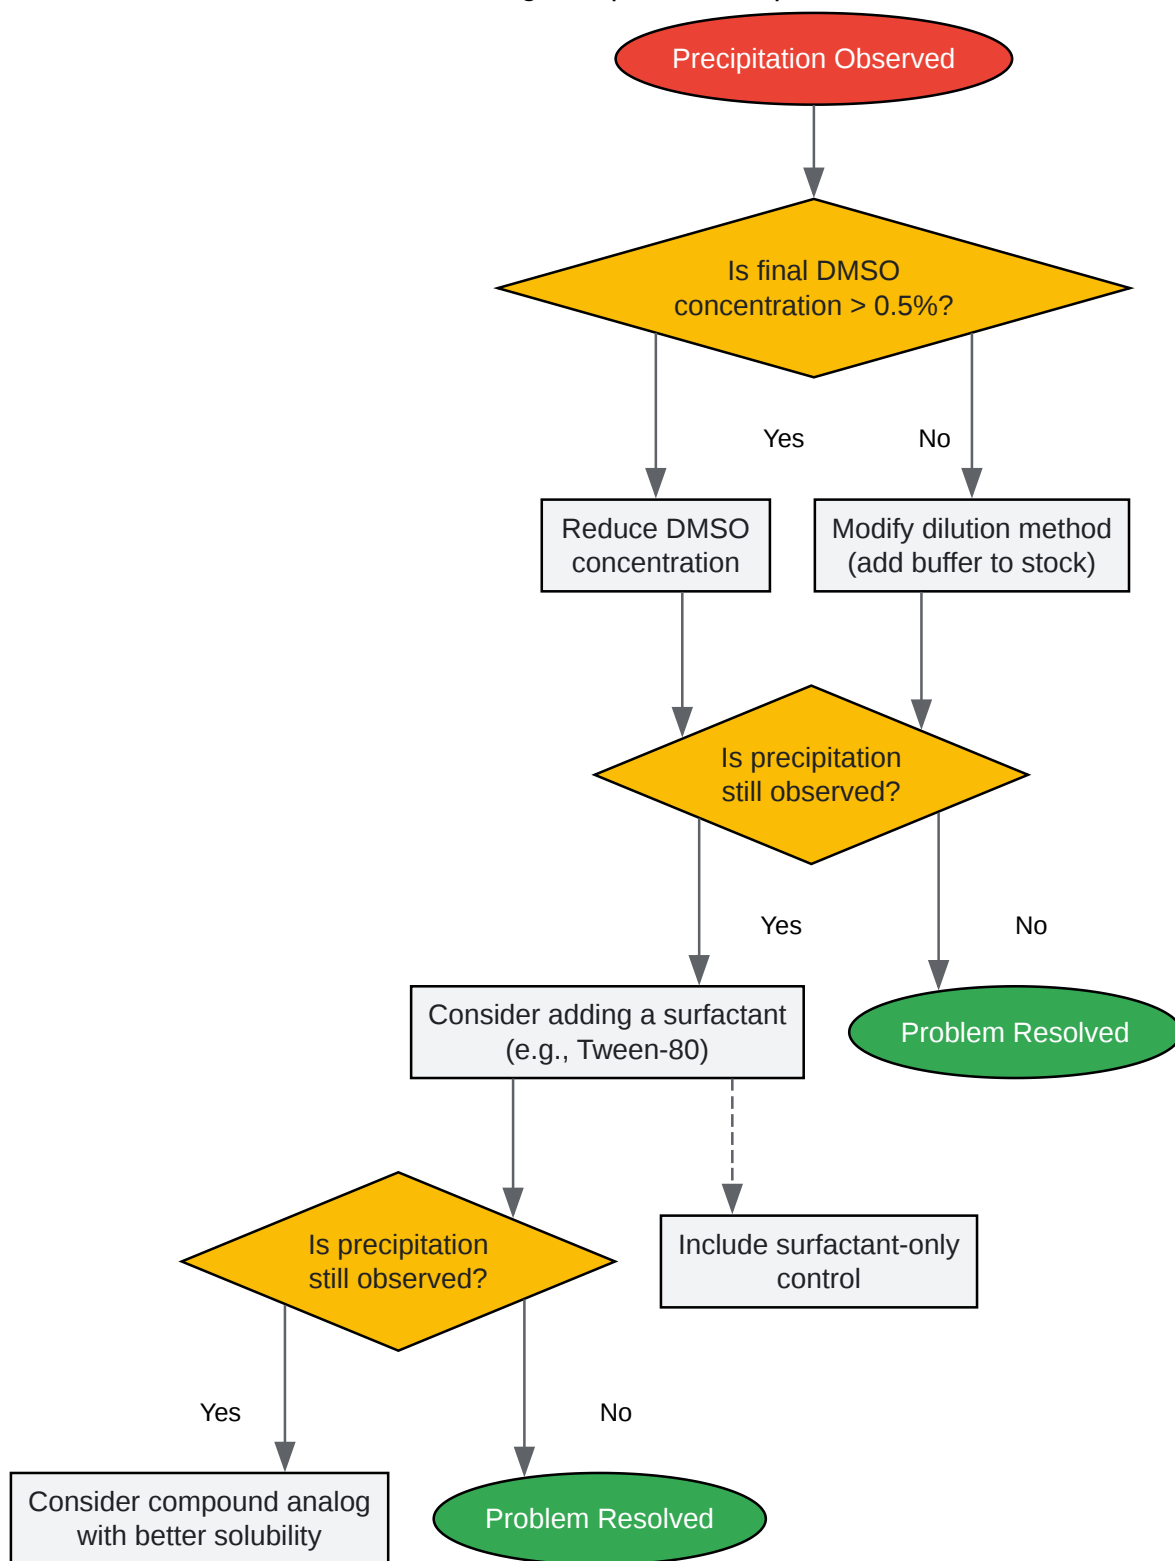 Precipitation Observed
Is final DMSO
concentration > 0.5%?
Yes
No
Reduce DMSO
concentration
Modify dilution method
(add buffer to stock)
Is precipitation
still observed?
Yes
No
Consider adding a surfactant
(e.g., Tween-80)
Problem Resolved
Is precipitation
still observed?
Include surfactant-only
control
Yes
No
Consider compound analog
with better solubility
Problem Resolved